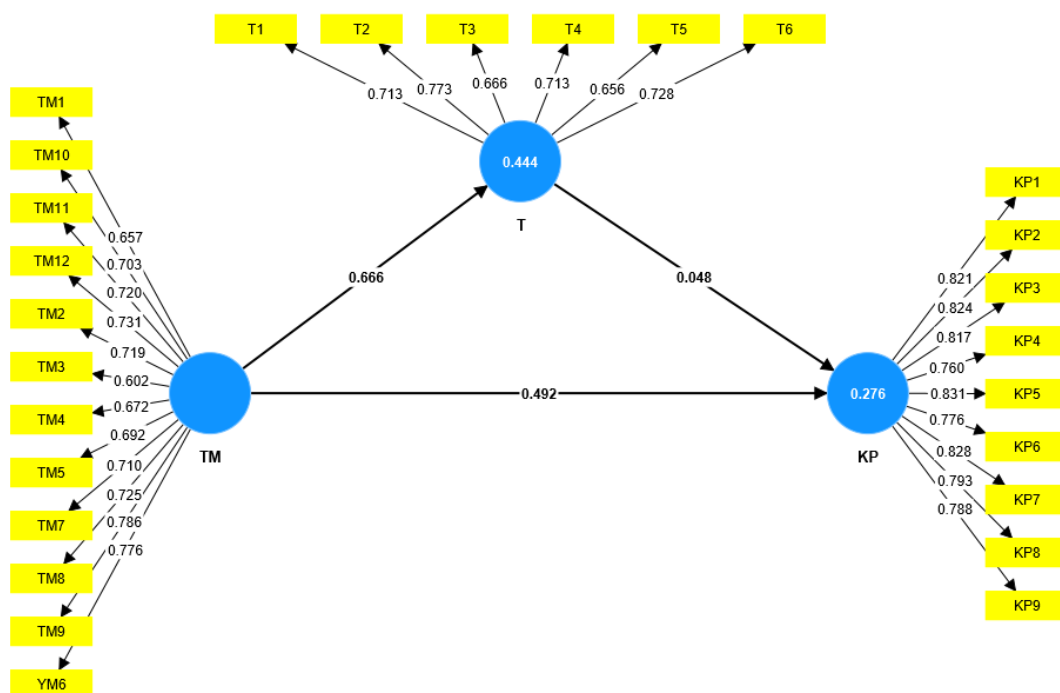 T1 T2 T3 T4 T5 T6
0.713 0.773 0.666 0.713 0.656 0.728
0.444
T
TM1
TM10
TM11
TM12
TM2
TM3
TM4
TM5
TM7
TM8
TM9
YM6
0.657
0.703
0.720
0.731
0.719
0.602
0.672
0.692
0.710
0.725
0.786
0.776
TM
0.666
0.048
0.492
0.276
KP
0.821
0.824
0.817
0.760
0.831
0.776
0.828
0.793
0.788
KP1
KP2
KP3
KP4
KP5
KP6
KP7
KP8
KP9